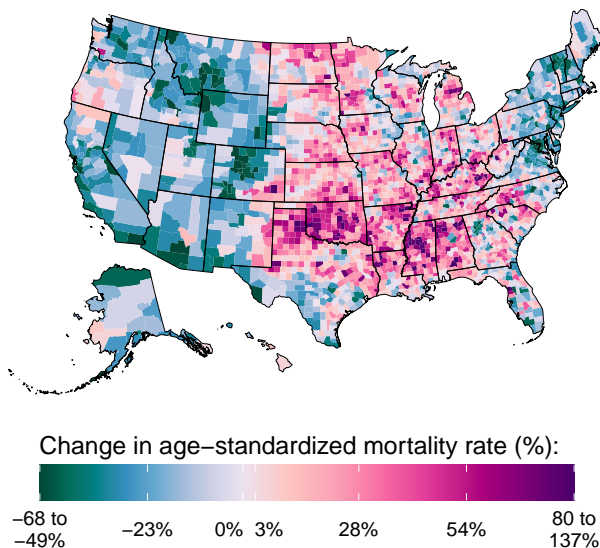 Change in age−standardized mortality rate (%):
−68 to −49% −23% 0% 3% 28% 54% 80 to 137%